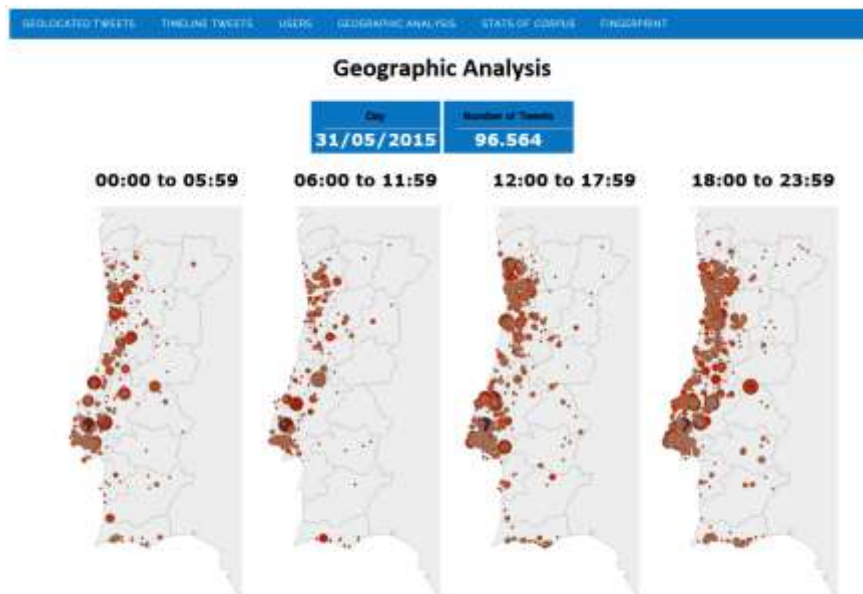 GEOLOCATED TWEETS TIMELINE TWEETS USERS GEOGRAPHIC ANALYSIS STATS OF CORPUS FINGERPRINT
Geographic Analysis
Day Number of Tweets
31/05/2015 96.564
00:00 to 05:59 06:00 to 11:59 12:00 to 17:59 18:00 to 23:59